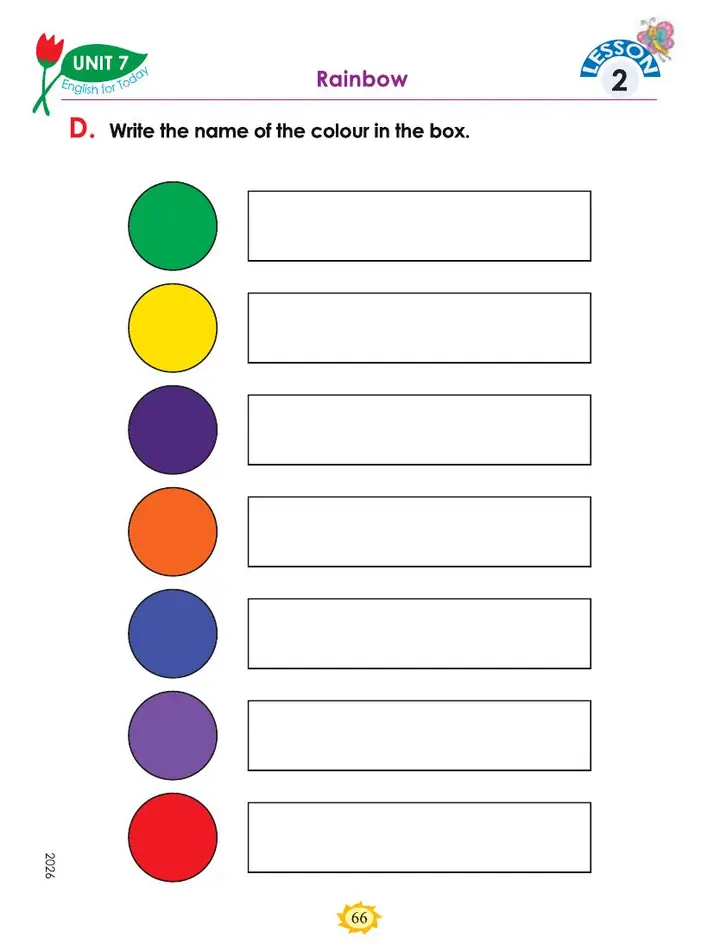 UNIT 7
English for Today
Rainbow
LESSON
2
D. Write the name of the colour in the box.
2026
66